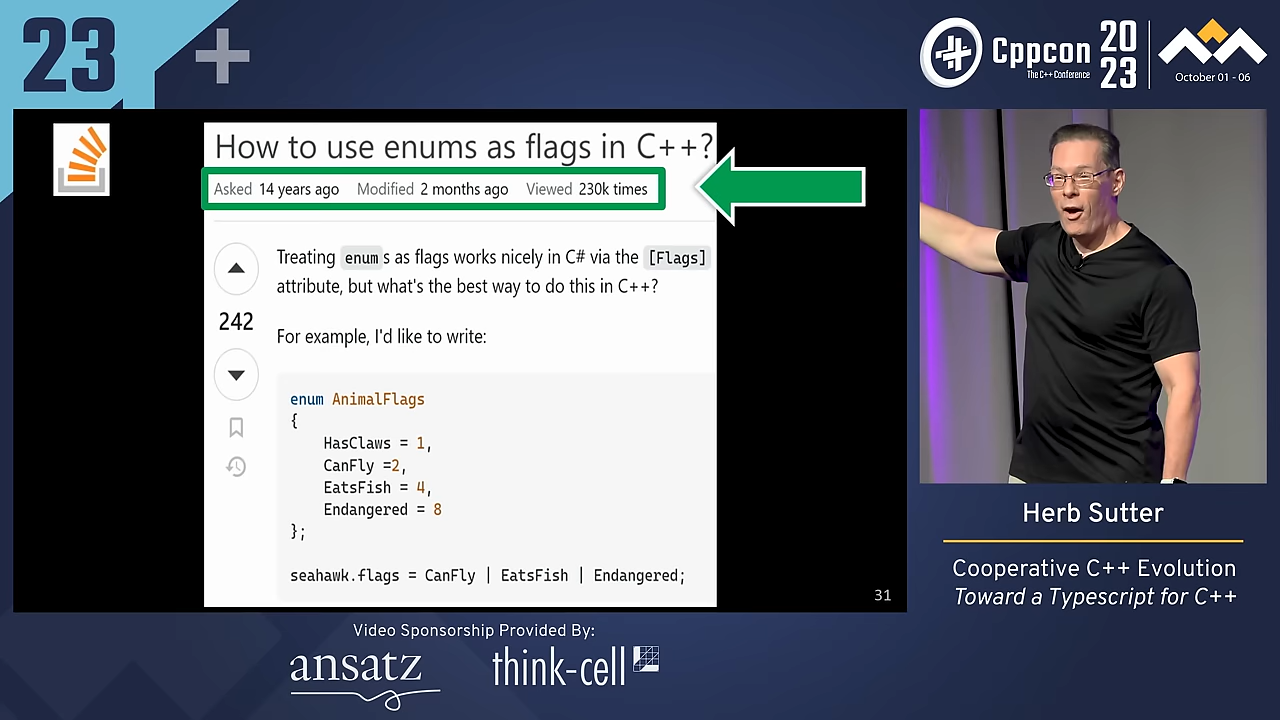 23
Cppcon
The C++ Conference
20
23
October 01 - 06
How to use enums as flags in C++?
Asked 14 years ago Modified 2 months ago Viewed 230k times
Treating enums as flags works nicely in C# via the [Flags]
attribute, but what's the best way to do this in C++?
242
For example, I'd like to write:
enum AnimalFlags
{
HasClaws = 1,
CanFly =2,
EatsFish = 4,
Endangered = 8
};
seahawk.flags = CanFly | EatsFish | Endangered;
31
Herb Sutter
Cooperative C++ Evolution
Toward a Typescript for C++
Video Sponsorship Provided By:
ansatz
think-cell